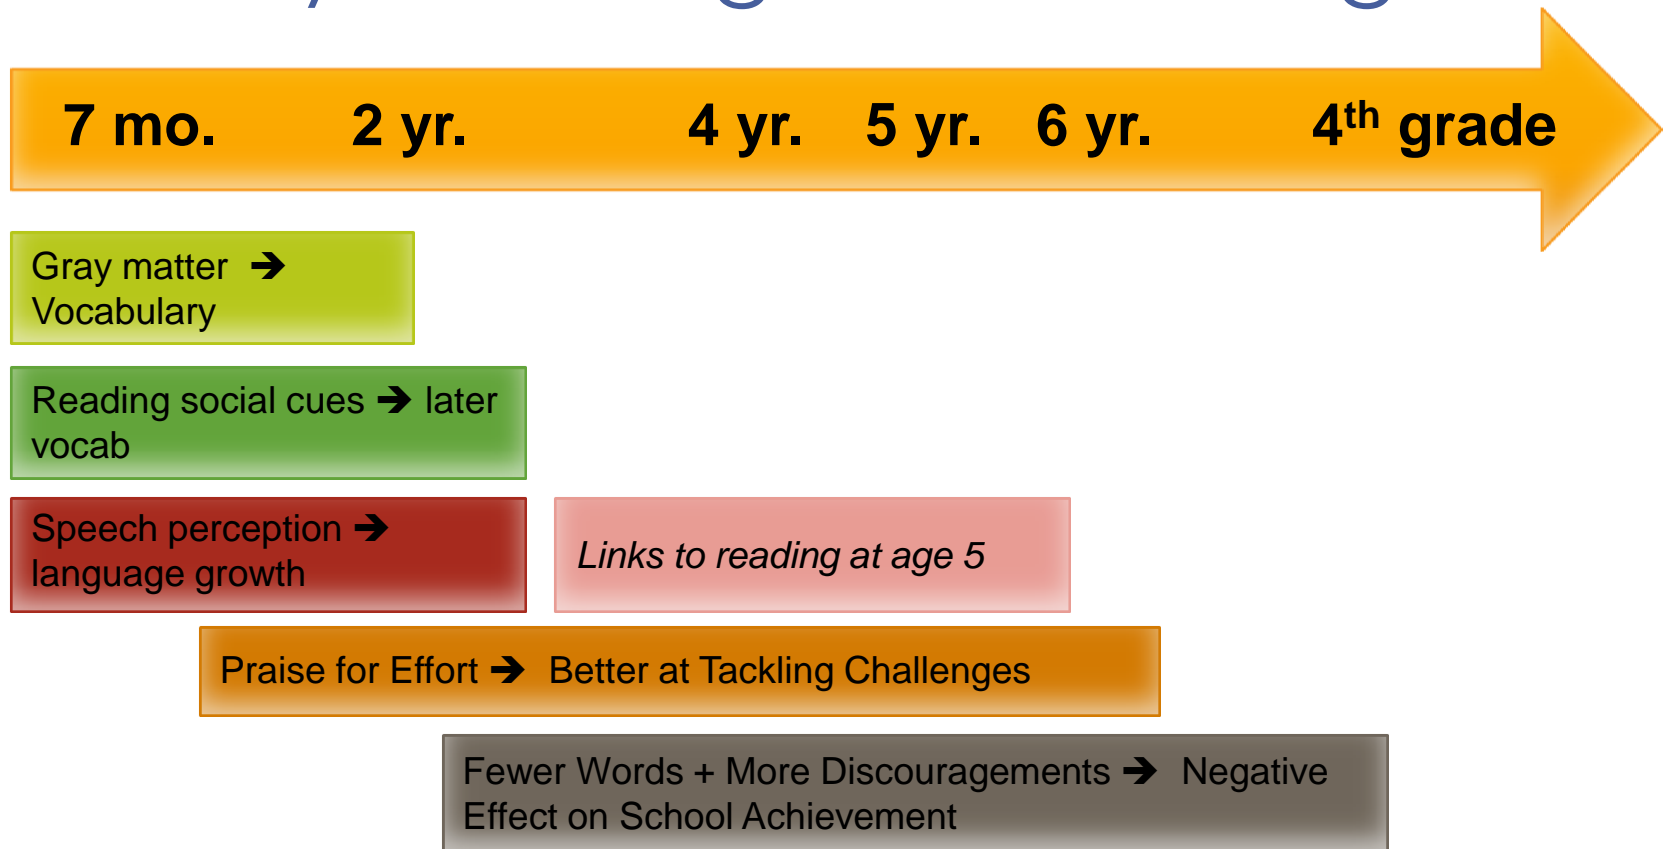 7 mo. 2 yr. 4 yr. 5 yr. 6 yr. 4th grade
Gray matter ➔
Vocabulary
Reading social cues ➔ later
vocab
Speech perception ➔
language growth
Links to reading at age 5
Praise for Effort ➔ Better at Tackling Challenges
Fewer Words + More Discouragements ➔ Negative
Effect on School Achievement